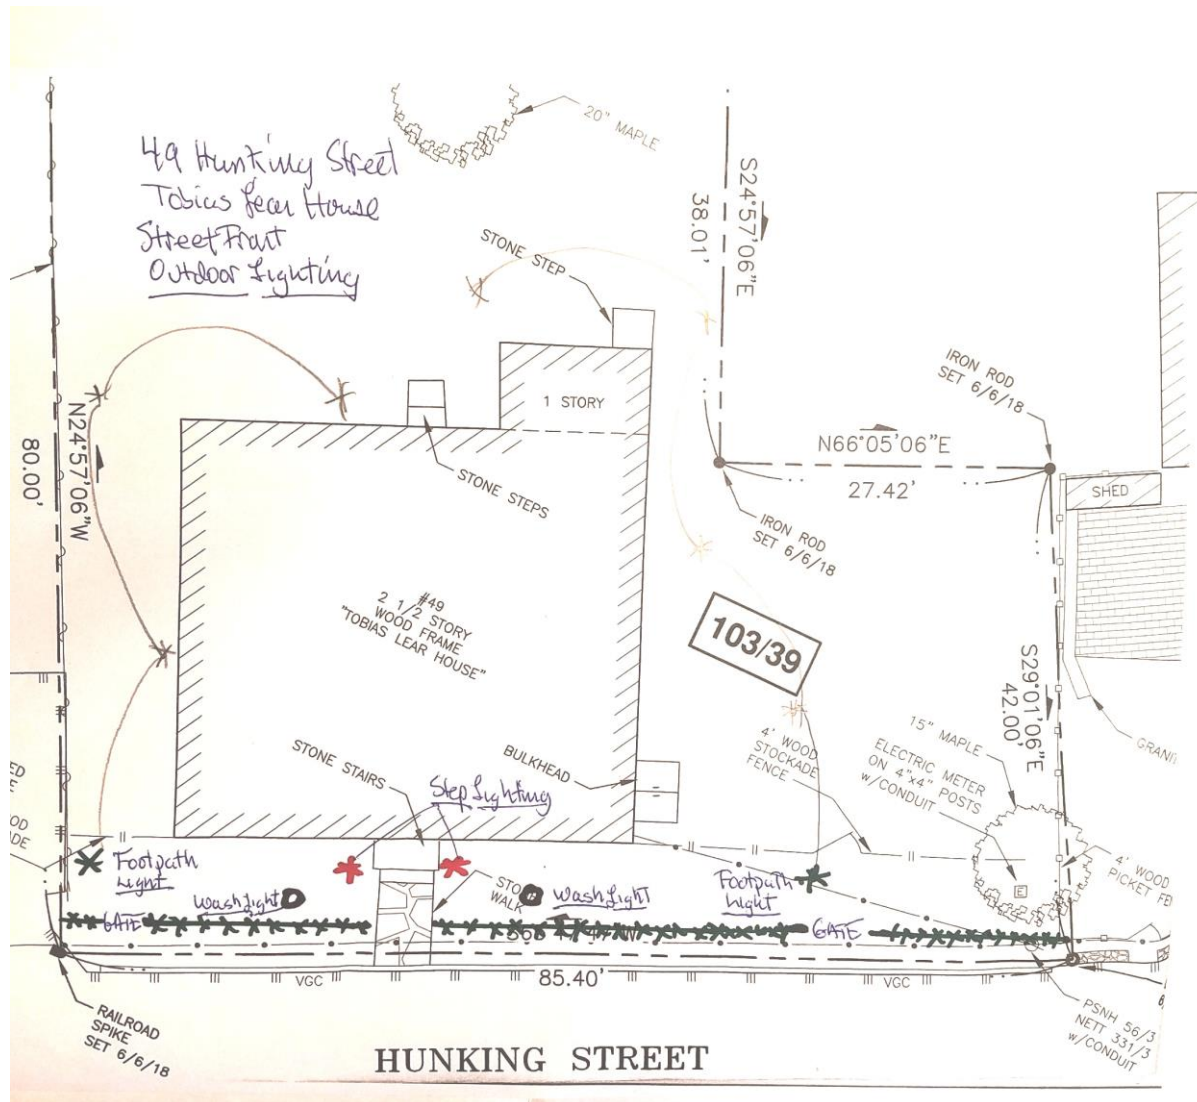 49 Hunking Street
Tobias Lear House
Street Front
Outdoor Lighting
20" MAPLE
STONE STEP
S24°57'06"E
38.01'
IRON ROD
SET 6/6/18
1 STORY
N66°05'06"E
27.42'
SHED
N24°57'06"W
80.00'
STONE STEPS
IRON ROD
SET 6/6/18
#49
2 1/2 STORY
WOOD FRAME
"TOBIAS LEAR HOUSE"
103/39
S29°01'06"E
42.00'
STONE STAIRS
BULKHEAD
4' WOOD
STOCKADE
FENCE
15" MAPLE
ELECTRIC METER
ON 4"x4" POSTS
w/CONDUIT
Step Lighting
Footpath
Light
Wash Light
WALK
Wash Light
Footpath
Light
E
4' WOOD
PICKET
GATE
GATE
VGC
85.40'
VGC
RAILROAD
SPIKE
SET 6/6/18
PSNH 56/3
NETT 331/3
w/CONDUIT
HUNKING STREET